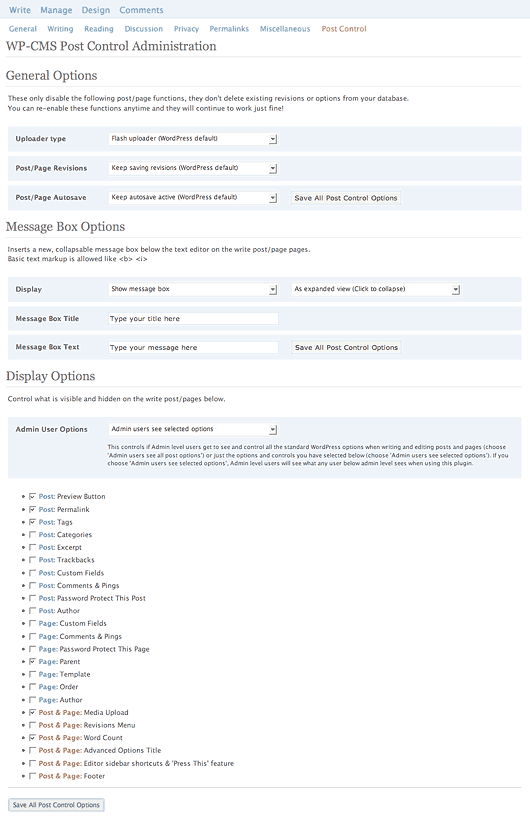 Write Manage Design Comments
General Writing Reading Discussion Privacy Permalinks Miscellaneous Post Control
WP-CMS Post Control Administration
General Options
These only disable the following post/page functions, they don't delete existing revisions or options from your database.
You can re-enable these functions anytime and they will continue to work just fine!
Uploader type Flash uploader (WordPress default)
Post/Page Revisions Keep saving revisions (WordPress default)
Post/Page Autosave Keep autosave active (WordPress default) Save All Post Control Options
Message Box Options
Inserts a new, collapsable message box below the text editor on the write post/page pages.
Basic text markup is allowed like <b> <i>
Display Show message box As expanded view (Click to collapse)
Message Box Title Type your title here
Message Box Text Type your message here Save All Post Control Options
Display Options
Control what is visible and hidden on the write post/pages below.
Admin User Options Admin users see selected options
This controls if Admin level users get to see and control all the standard WordPress options when writing and editing posts and pages (choose
'Admin users see all post options') or just the options and controls you have selected below (choose 'Admin users see selected options'). If you
choose 'Admin users see selected options', Admin level users will see what any user below admin level sees when using this plugin.
Post: Preview Button
Post: Permalink
Post: Tags
Post: Categories
Post: Excerpt
Post: Trackbacks
Post: Custom Fields
Post: Comments & Pings
Post: Password Protect This Post
Post: Author
Page: Custom Fields
Page: Comments & Pings
Page: Password Protect This Page
Page: Parent
Page: Template
Page: Order
Page: Author
Post & Page: Media Upload
Post & Page: Revisions Menu
Post & Page: Word Count
Post & Page: Advanced Options Title
Post & Page: Editor sidebar shortcuts & 'Press This' feature
Post & Page: Footer
Save All Post Control Options